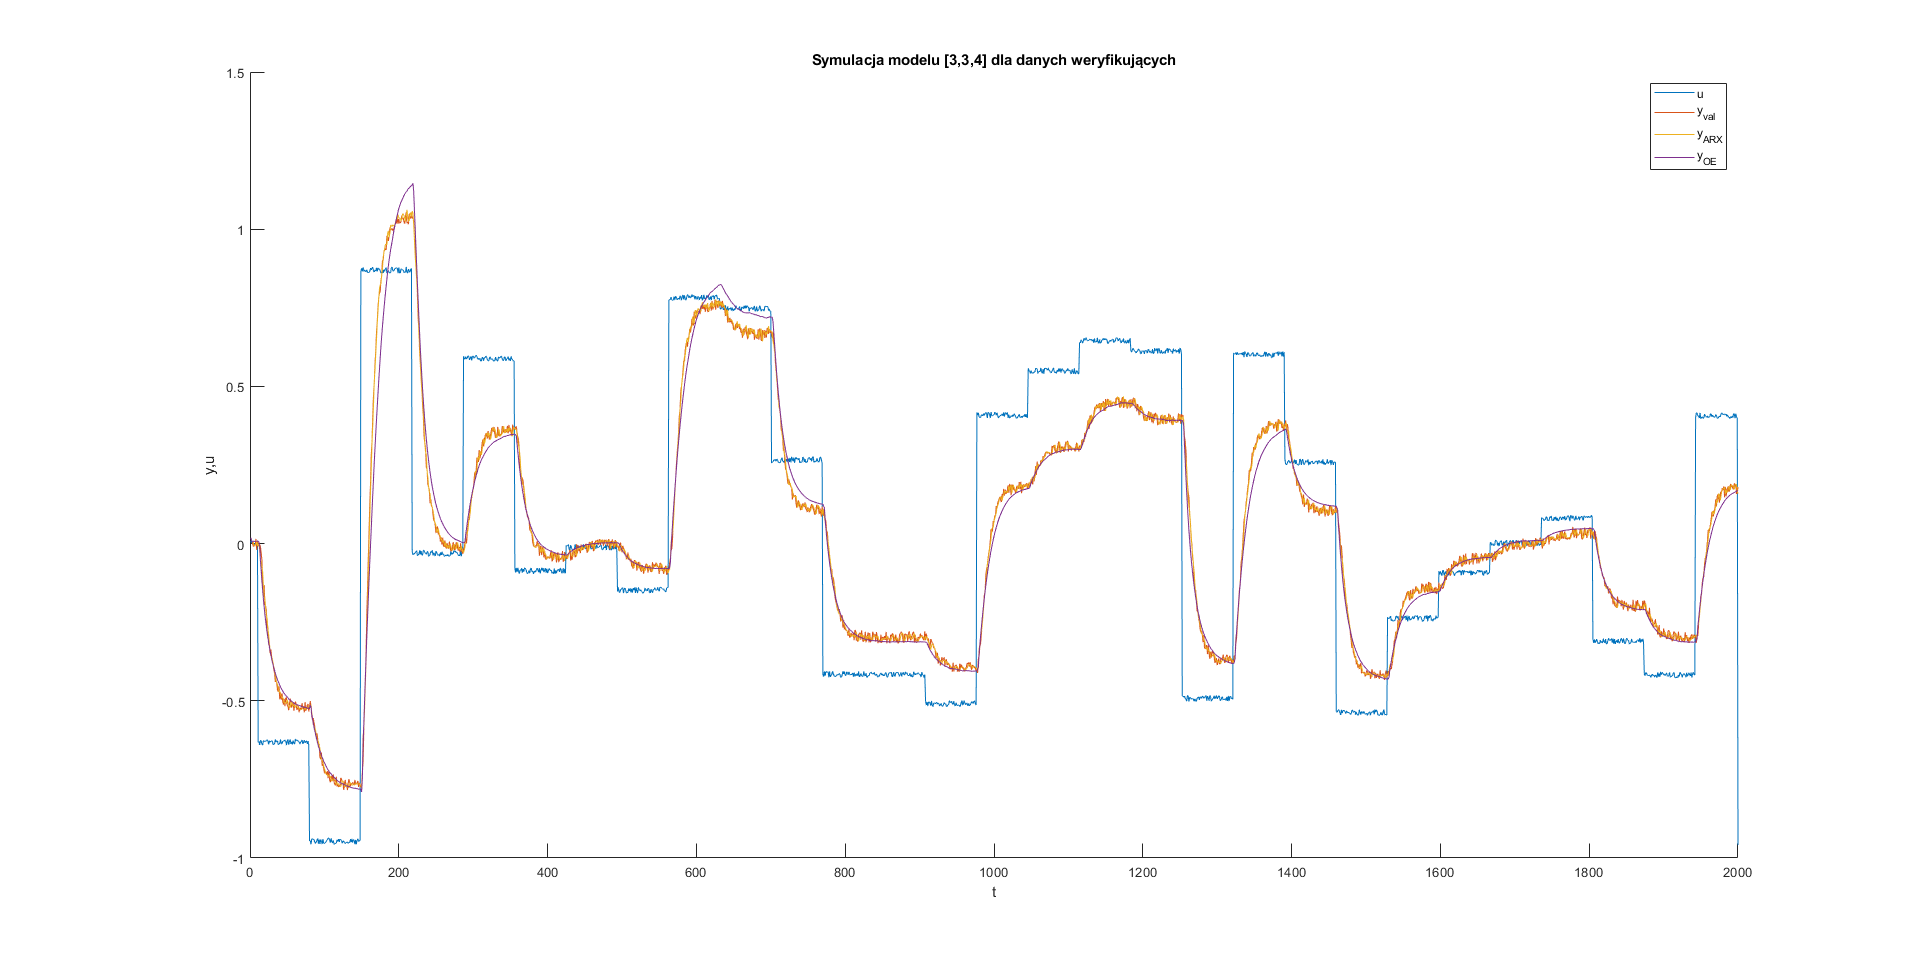 Symulacja modelu [3,3,4] dla danych weryfikujących
u
y_val
y_ARX
y_OE
1.5
1
0.5
0
-0.5
-1
y,u
0 200 400 600 800 1000 1200 1400 1600 1800 2000
t